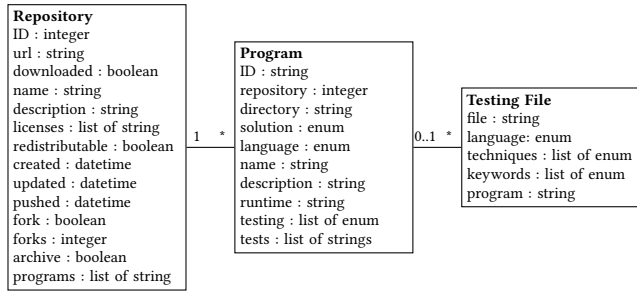 Repository
ID : integer
url : string
downloaded : boolean
name : string
description : string
licenses : list of string
redistributable : boolean
created : datetime
updated : datetime
pushed : datetime
fork : boolean
forks : integer
archive : boolean
programs : list of string
1 *
Program
ID : string
repository : integer
directory : string
solution : enum
language : enum
name : string
description : string
runtime : string
testing : list of enum
tests : list of strings
0..1 *
Testing File
file : string
language: enum
techniques : list of enum
keywords : list of enum
program : string